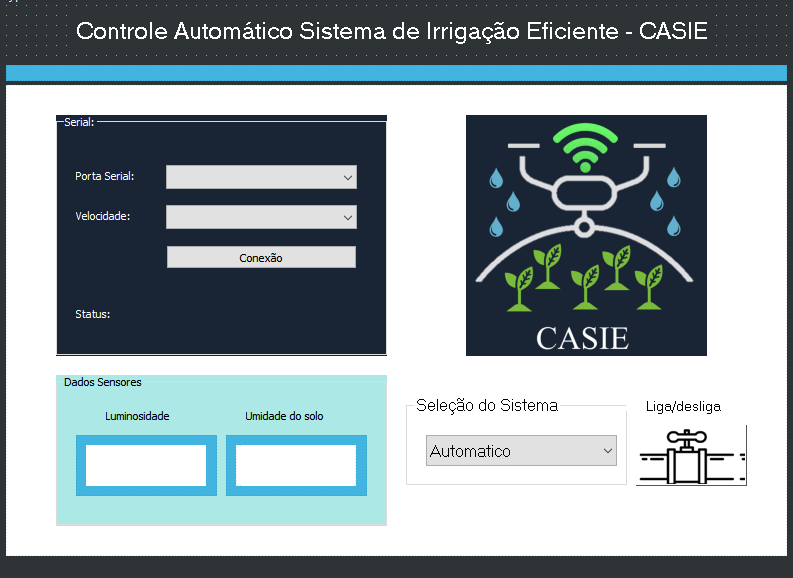 Controle Automático Sistema de Irrigação Eficiente - CASIE
Serial:
Porta Serial:
Velocidade:
Conexão
Status:
CASIE
Dados Sensores
Luminosidade
Umidade do solo
Seleção do Sistema
Automatico
Liga/desliga